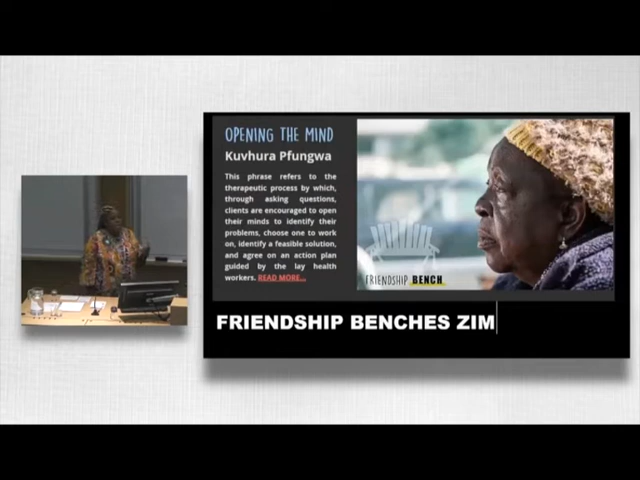 OPENING THE MIND
Kuvhura Pfungwa
This phrase refers to the
therapeutic process by which,
through asking questions,
clients are encouraged to open
their minds to identify their
problems, choose one to work
on, identify a feasible solution,
and agree on an action plan
guided by the lay health
workers. READ MORE...
FRIENDSHIP BENCH
FRIENDSHIP BENCHES ZIM